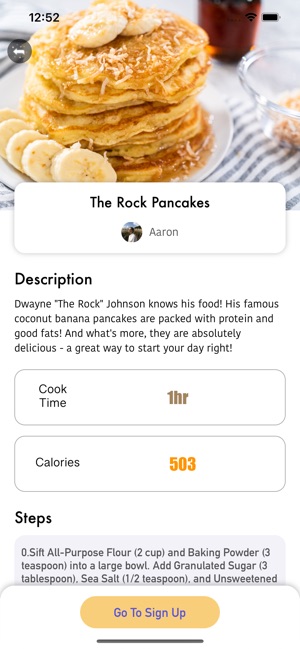 12:52
The Rock Pancakes
Aaron
Description
Dwayne "The Rock" Johnson knows his food! His famous
coconut banana pancakes are packed with protein and
good fats! And what's more, they are absolutely
delicious - a great way to start your day right!
Cook
Time
1hr
Calories
503
Steps
0.Sift All-Purpose Flour (2 cup) and Baking Powder (3
teaspoon) into a large bowl. Add Granulated Sugar (3
tablespoon), Sea Salt (1/2 teaspoon), and Unsweetened
Go To Sign Up